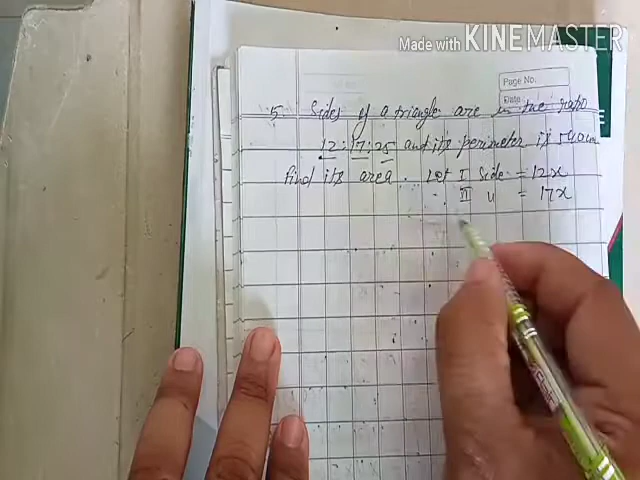 Made with KINEMASTER
Page No.
Date
5. Sides of a triangle are in the ratio
12:17:25 and its perimeter is 540cm
find its area. Let I side = 12x
II " = 17x